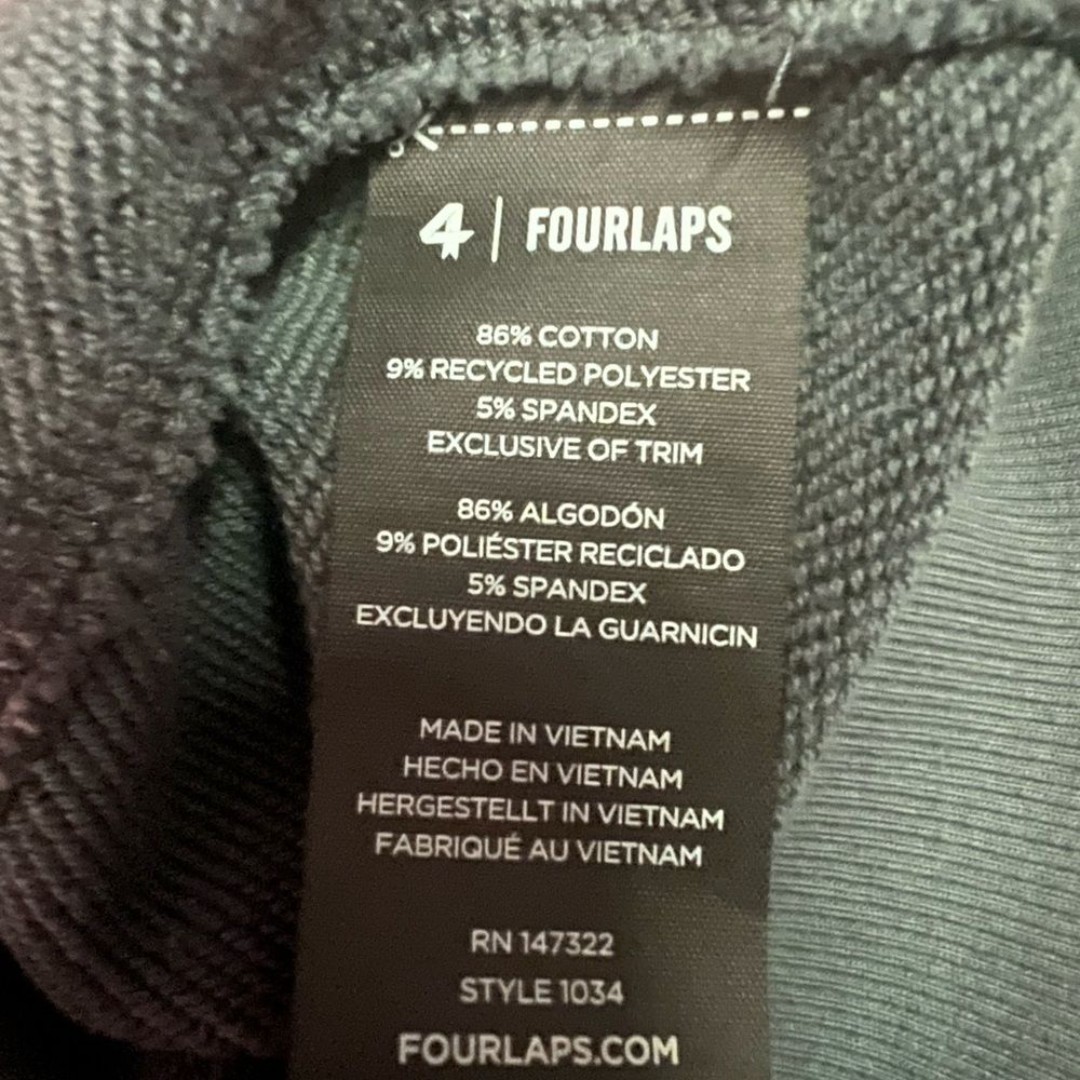 4 | FOURLAPS
86% COTTON
9% RECYCLED POLYESTER
5% SPANDEX
EXCLUSIVE OF TRIM
86% ALGODÓN
9% POLIÉSTER RECICLADO
5% SPANDEX
EXCLUYENDO LA GUARNICIN
MADE IN VIETNAM
HECHO EN VIETNAM
HERGESTELLT IN VIETNAM
FABRIQUÉ AU VIETNAM
RN 147322
STYLE 1034
FOURLAPS.COM